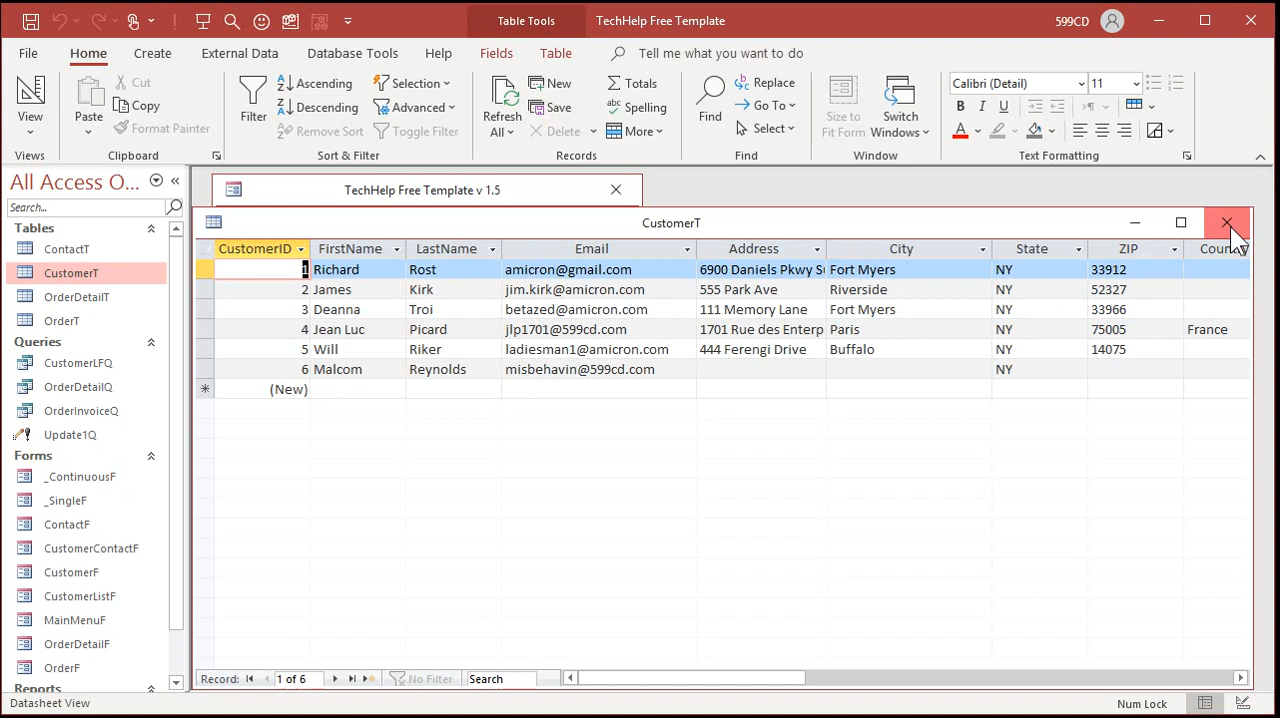 Table Tools
TechHelp Free Template
599CD
File
Home
Create
External Data
Database Tools
Help
Fields
Table
Tell me what you want to do
View
Views
Paste
Cut
Copy
Format Painter
Clipboard
Filter
Ascending
Descending
Remove Sort
Selection
Advanced
Toggle Filter
Sort & Filter
Refresh
All
New
Save
Delete
Totals
Spelling
More
Records
Find
Replace
Go To
Select
Find
Size to
Fit Form
Switch
Windows
Window
Calibri (Detail)
11
B I U
A
Text Formatting
All Access O...
Search...
Tables
ContactT
CustomerT
OrderDetailT
OrderT
Queries
CustomerLFQ
OrderDetailQ
OrderInvoiceQ
Update1Q
Forms
_ContinuousF
_SingleF
ContactF
CustomerContactF
CustomerF
CustomerListF
MainMenuF
OrderDetailF
OrderF
Reports
TechHelp Free Template v 1.5
CustomerT
CustomerID FirstName LastName Email Address City State ZIP Coun
1 Richard Rost amicron@gmail.com 6900 Daniels Pkwy Su Fort Myers NY 33912
2 James Kirk jim.kirk@amicron.com 555 Park Ave Riverside NY 52327
3 Deanna Troi betazed@amicron.com 111 Memory Lane Fort Myers NY 33966
4 Jean Luc Picard jlp1701@599cd.com 1701 Rue des Enterp Paris NY 75005 France
5 Will Riker ladiesman1@amicron.com 444 Ferengi Drive Buffalo NY 14075
6 Malcom Reynolds misbehavin@599cd.com NY
* (New)
Record: 1 of 6 No Filter Search
Datasheet View
Num Lock